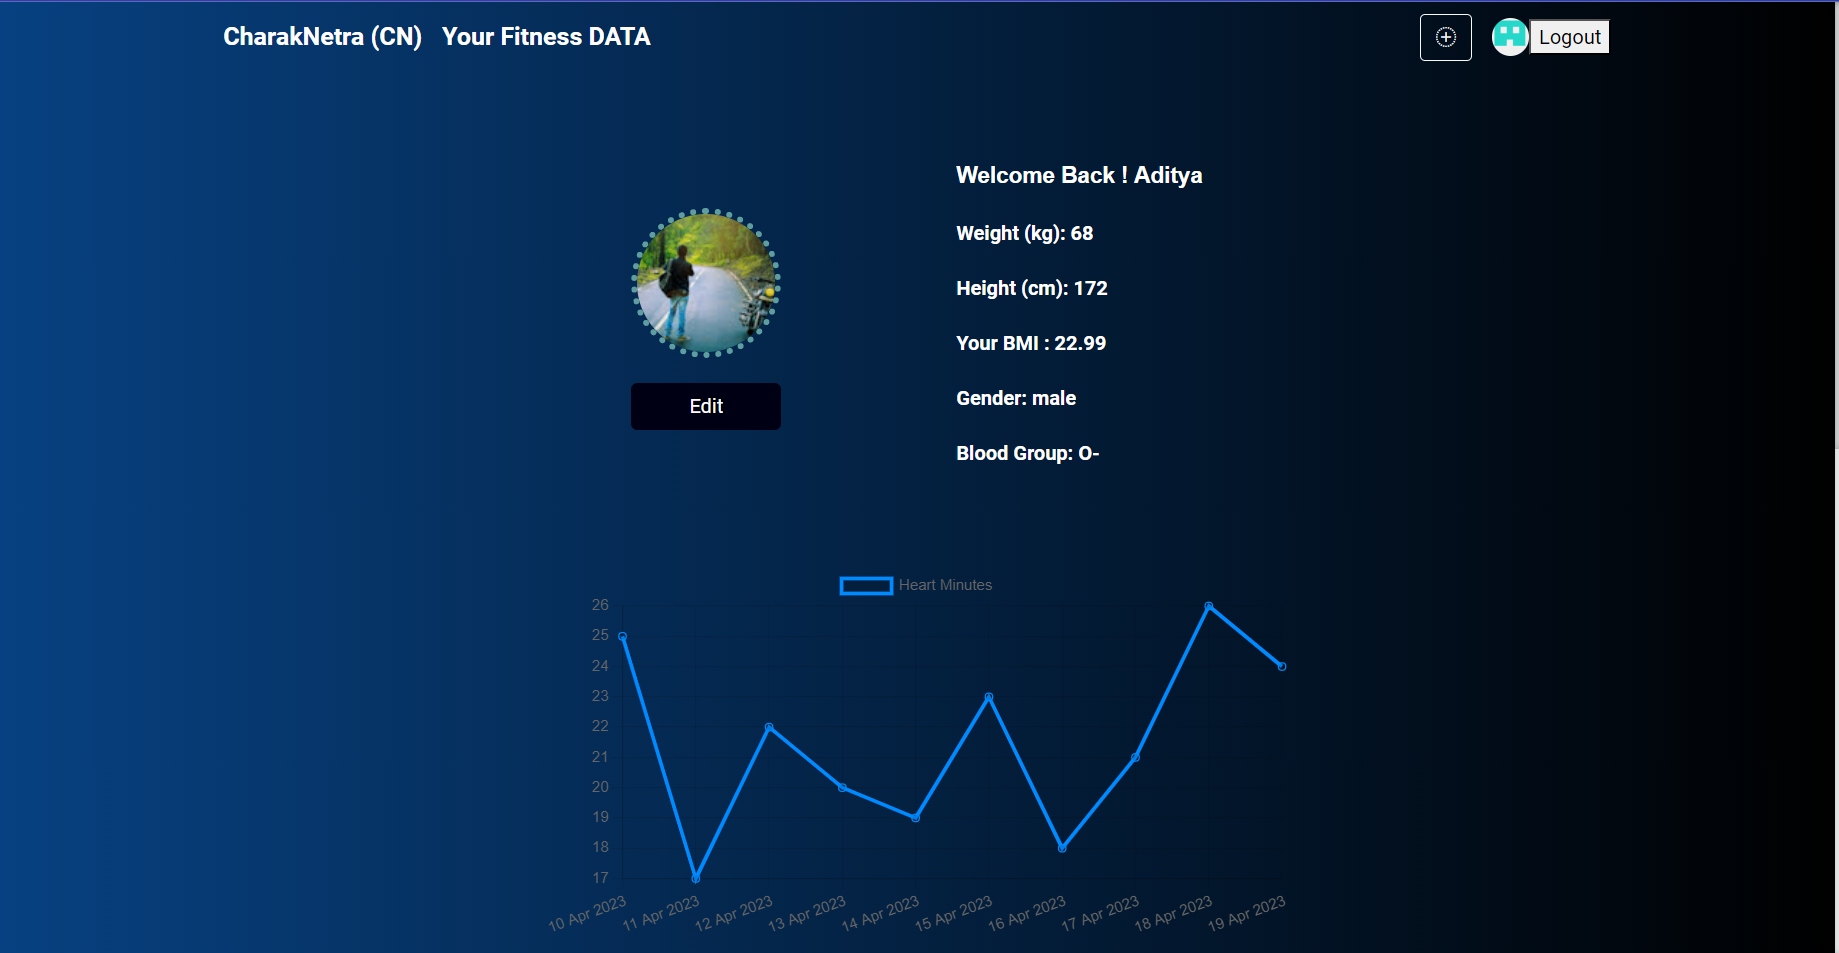 CharakNetra (CN) Your Fitness DATA Logout
Welcome Back ! Aditya
Weight (kg): 68
Height (cm): 172
Your BMI : 22.99
Gender: male
Blood Group: O-
Edit
Heart Minutes
26
25
24
23
22
21
20
19
18
17
10 Apr 2023 11 Apr 2023 12 Apr 2023 13 Apr 2023 14 Apr 2023 15 Apr 2023 16 Apr 2023 17 Apr 2023 18 Apr 2023 19 Apr 2023